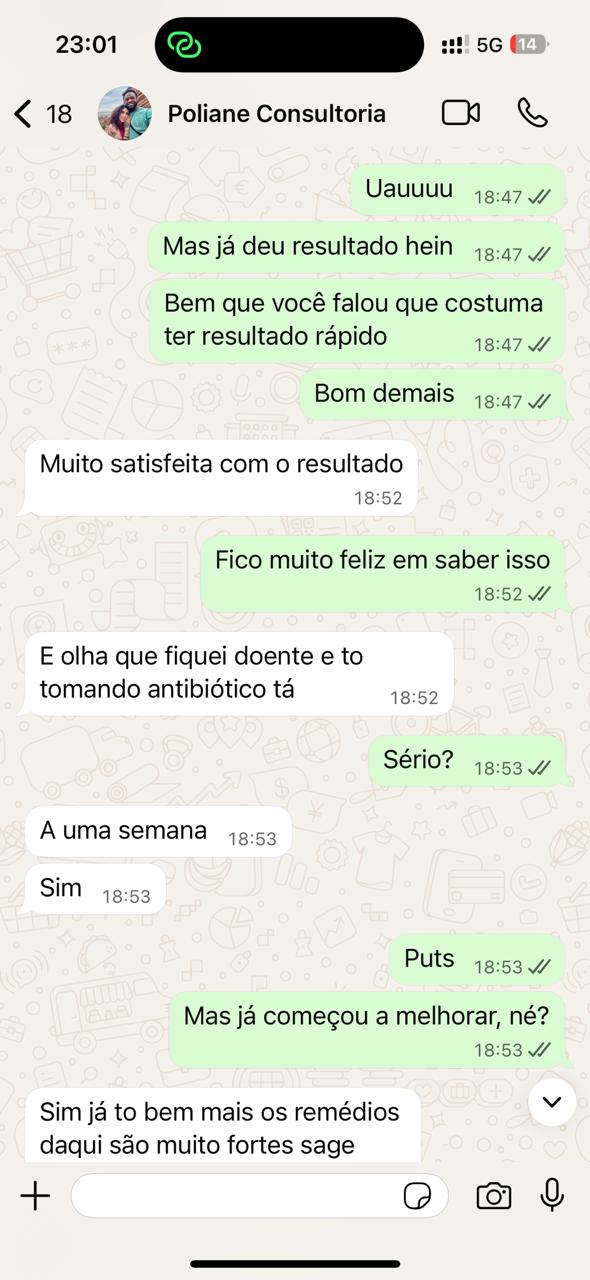 23:01
5G
14
18
Poliane Consultoria
Uauuuu
18:47
Mas já deu resultado hein
18:47
Bem que você falou que costuma
ter resultado rápido
18:47
Bom demais
18:47
Muito satisfeita com o resultado
18:52
Fico muito feliz em saber isso
18:52
E olha que fiquei doente e to
tomando antibiótico tá
18:52
Sério?
18:53
A uma semana
18:53
Sim
18:53
Puts
18:53
Mas já começou a melhorar, né?
18:53
Sim já to bem mais os remédios
daqui são muito fortes sage